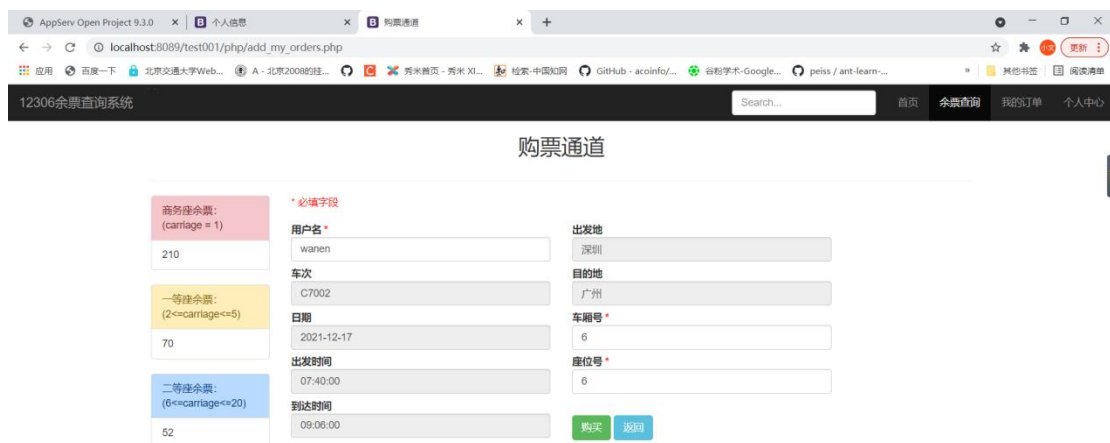 AppServ Open Project 9.3.0
个人信息
购票通道
localhost:8089/test001/php/add_my_orders.php
更新
应用
百度一下
北京交通大学Web...
A - 北京2008的挂...
秀米首页 - 秀米 XI...
检索-中国知网
GitHub - acoinfo/...
谷粉学术-Google...
peiss / ant-learn-...
»
其他书签
阅读清单
12306余票查询系统
Search...
首页
余票查询
我的订单
个人中心
购票通道
商务座余票:
(carriage = 1)
210
一等座余票:
(2<=carriage<=5)
70
二等座余票:
(6<=carriage<=20)
52
* 必填字段
用户名 *
wanen
车次
C7002
日期
2021-12-17
出发时间
07:40:00
到达时间
09:06:00
出发地
深圳
目的地
广州
车厢号 *
6
座位号 *
6
购买
返回